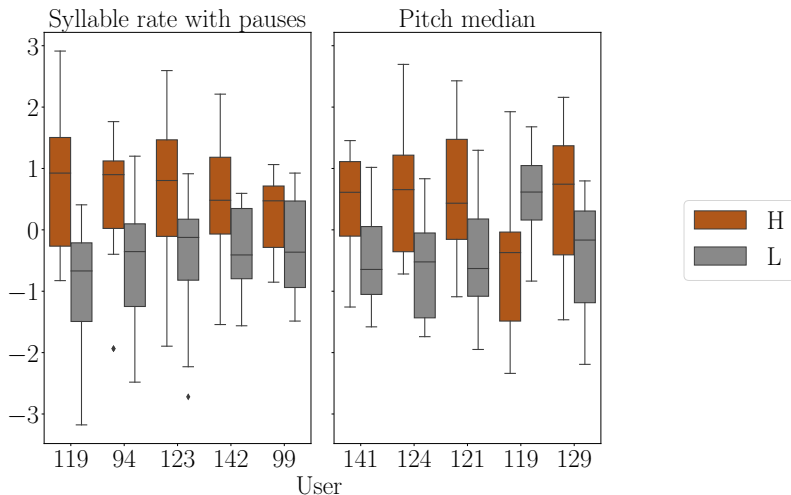 Syllable rate with pauses
Pitch median
3
2
1
0
−1
−2
−3
119 94 123 142 99
141 124 121 119 129
User
H
L